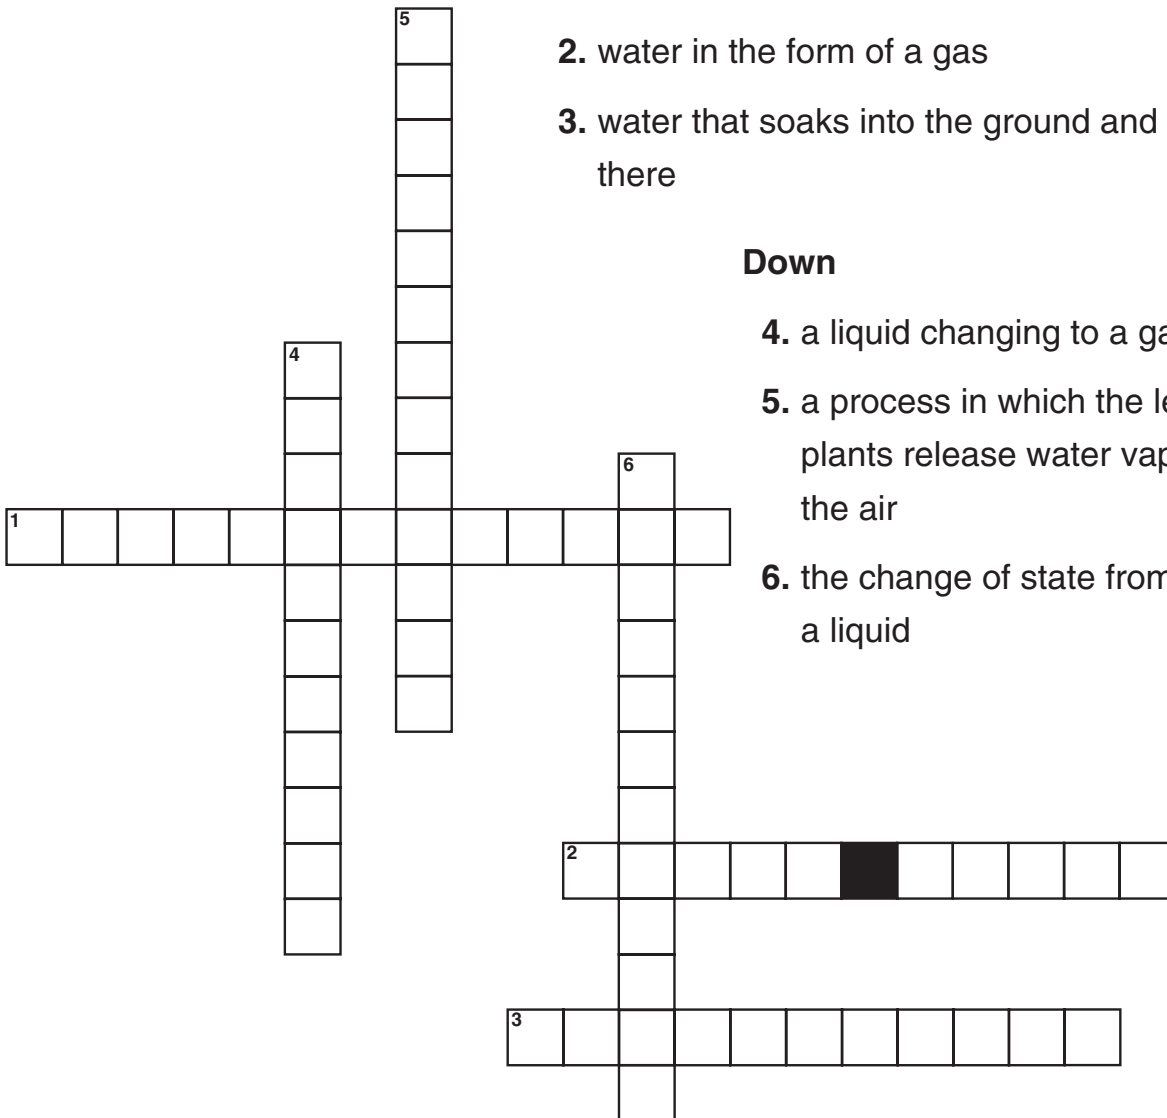 5
2. water in the form of a gas
3. water that soaks into the ground and
there
Down
4
4. a liquid changing to a ga
5. a process in which the le
plants release water vap
the air
6
1
6. the change of state from
a liquid
2
3